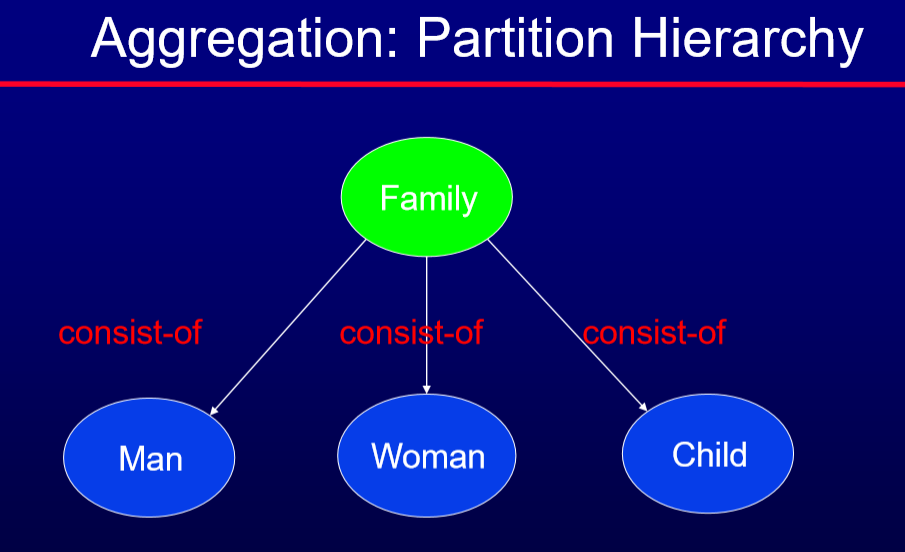 Aggregation: Partition Hierarchy
Family
consist-of
consist-of
consist-of
Man
Woman
Child